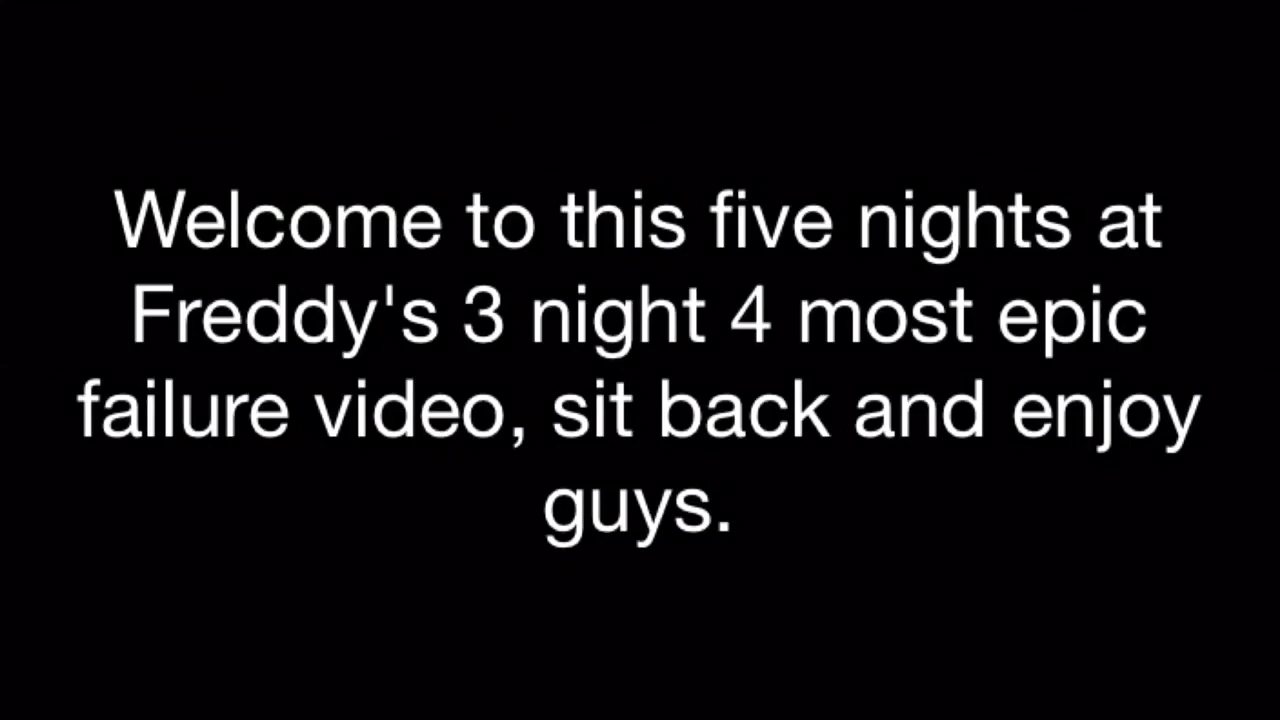 Welcome to this five nights at
Freddy's 3 night 4 most epic
failure video, sit back and enjoy
guys.